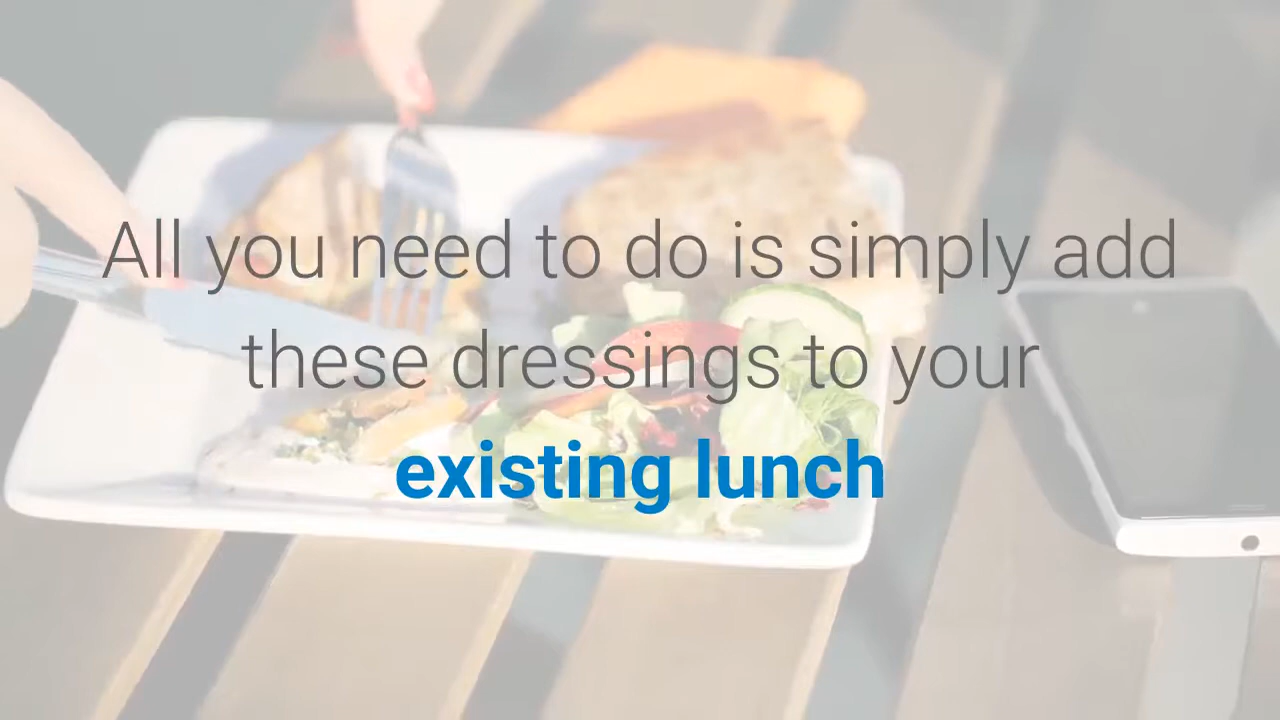 All you need to do is simply add
these dressings to your
existing lunch